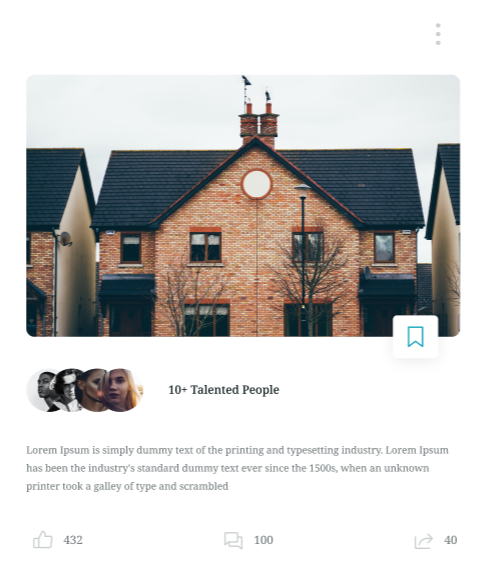 10+ Talented People
Lorem Ipsum is simply dummy text of the printing and typesetting industry. Lorem Ipsum
has been the industry's standard dummy text ever since the 1500s, when an unknown
printer took a galley of type and scrambled
432
100
40